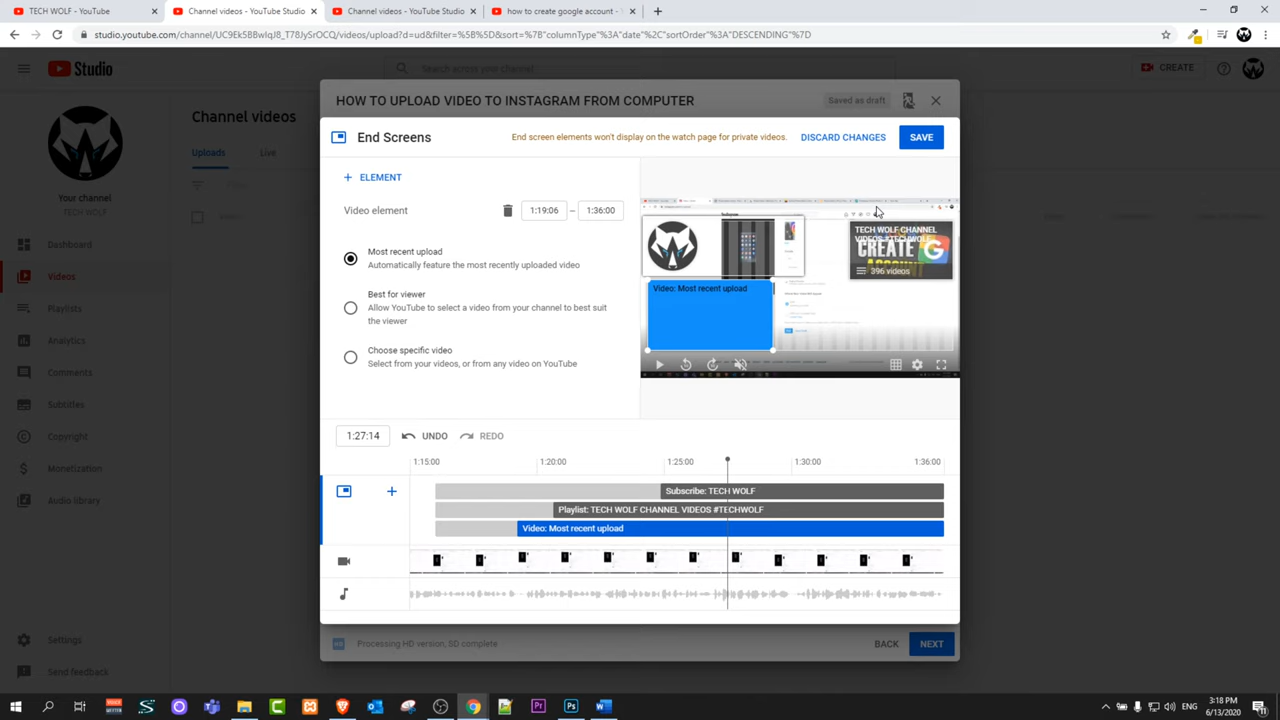 TECH WOLF - YouTube
Channel videos - YouTube Studio
Channel videos - YouTube Studio
how to create google account -
studio.youtube.com/channel/UC9Ek5BBwIqJ8_T78JySrOCQ/videos/upload?d=ud&filter=%5B%5D&sort=%7B"columnType"%3A"date"%2C"sortOrder"%3A"DESCENDING"%7D
Studio
Search across your channel
CREATE
Your channel
TECH WOLF
Dashboard
Videos
Playlists
Analytics
Comments
Subtitles
Copyright
Monetization
Audio library
Settings
Send feedback
Channel videos
Uploads
Live
Filter
HOW TO UPLOAD VIDEO TO INSTAGRAM FROM COMPUTER
Saved as draft
End Screens
End screen elements won't display on the watch page for private videos.
DISCARD CHANGES
SAVE
ELEMENT
Video element
1:19:06 – 1:36:00
Most recent upload
Automatically feature the most recently uploaded video
Best for viewer
Allow YouTube to select a video from your channel to best suit
the viewer
Choose specific video
Select from your videos, or from any video on YouTube
TECH WOLF CHANNEL
VIDEOS #TECHWOLF
CREATE
396 videos
Video: Most recent upload
1:27:14
UNDO
REDO
1:15:00
1:20:00
1:25:00
1:30:00
1:36:00
Subscribe: TECH WOLF
Playlist: TECH WOLF CHANNEL VIDEOS #TECHWOLF
Video: Most recent upload
Processing HD version, SD complete
BACK
NEXT
ENG
3:18 PM
6/13/2020